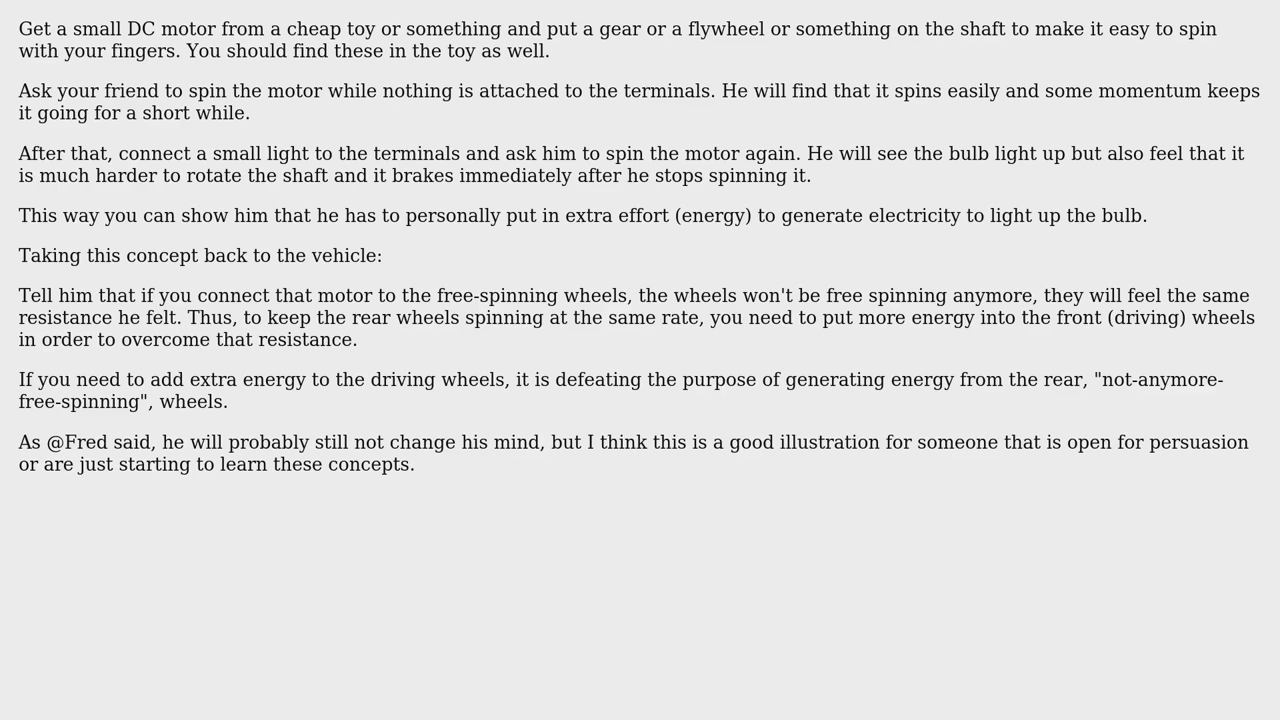 Get a small DC motor from a cheap toy or something and put a gear or a flywheel or something on the shaft to make it easy to spin
with your fingers. You should find these in the toy as well.
Ask your friend to spin the motor while nothing is attached to the terminals. He will find that it spins easily and some momentum keeps
it going for a short while.
After that, connect a small light to the terminals and ask him to spin the motor again. He will see the bulb light up but also feel that it
is much harder to rotate the shaft and it brakes immediately after he stops spinning it.
This way you can show him that he has to personally put in extra effort (energy) to generate electricity to light up the bulb.
Taking this concept back to the vehicle:
Tell him that if you connect that motor to the free-spinning wheels, the wheels won't be free spinning anymore, they will feel the same
resistance he felt. Thus, to keep the rear wheels spinning at the same rate, you need to put more energy into the front (driving) wheels
in order to overcome that resistance.
If you need to add extra energy to the driving wheels, it is defeating the purpose of generating energy from the rear, "not-anymore-
free-spinning", wheels.
As @Fred said, he will probably still not change his mind, but I think this is a good illustration for someone that is open for persuasion
or are just starting to learn these concepts.